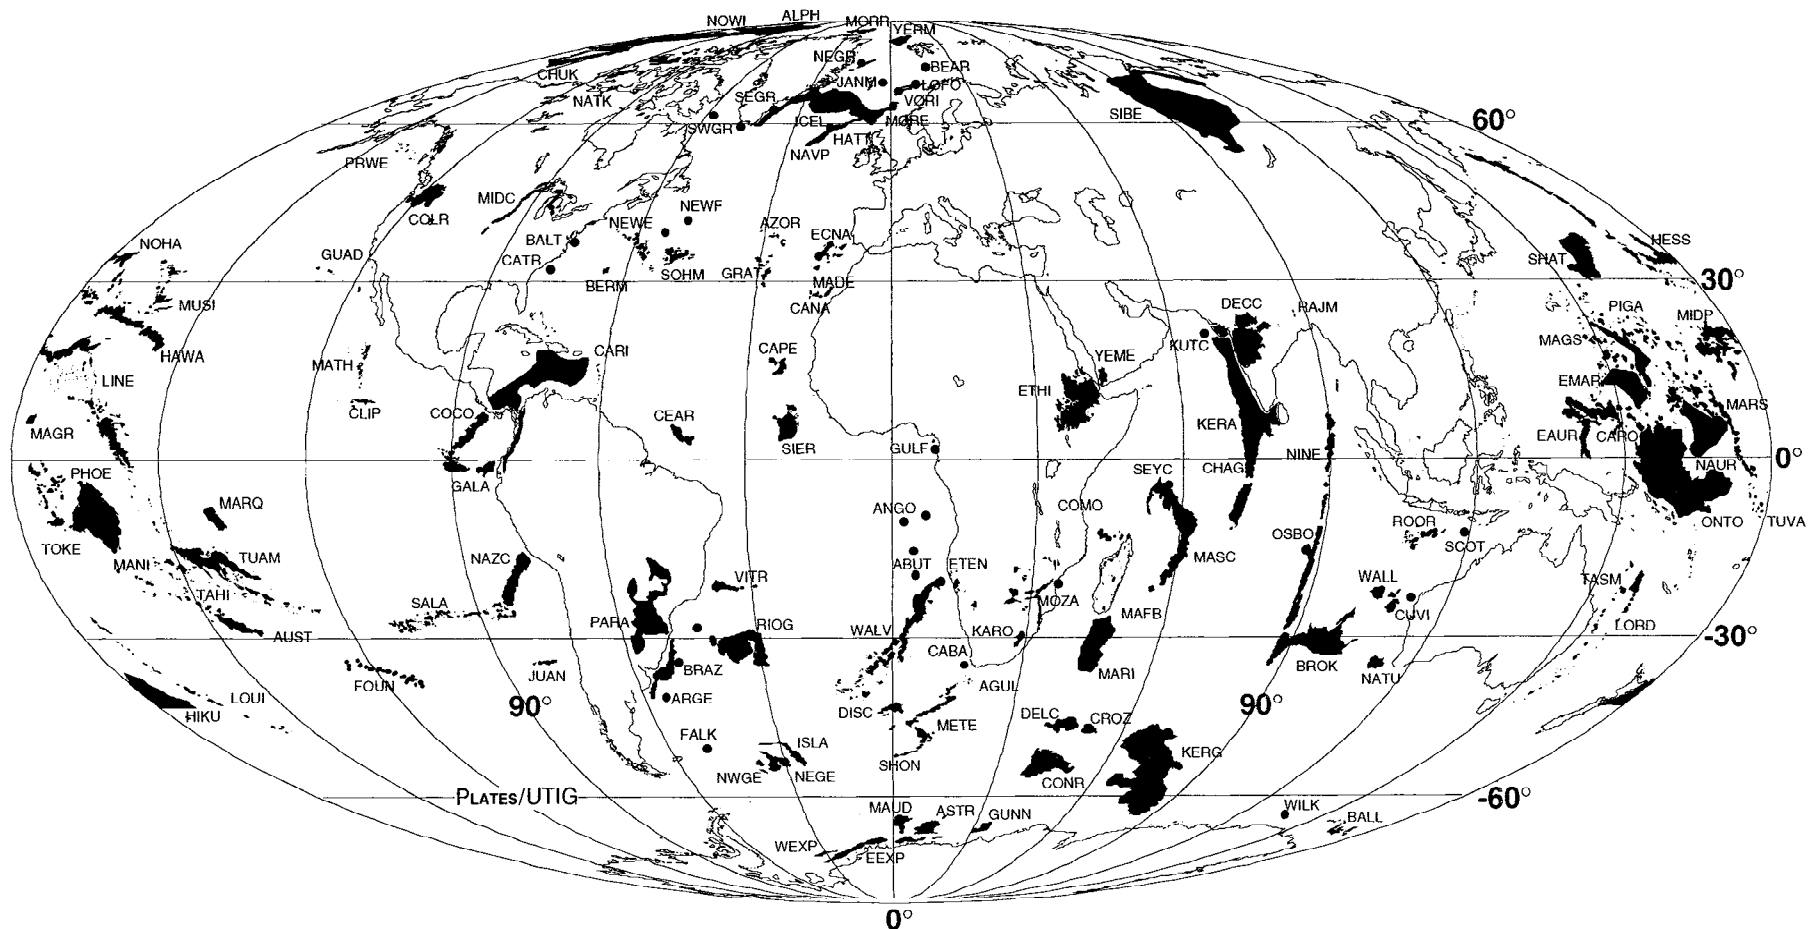 NOWI
ALPH
MORR
YERM
NEGR
BEAR
CHUK
JANM
LOFO
NATK
SEGR
VØRI
SIBE
SWGR
ICEL
MØRE
60°
HATT
NAVP
PRWE
MIDC
COLR
NEWF
NEWE
AZOR
ECNA
NOHA
BALT
HESS
GUAD
CATR
SOHM
GRAT
SHAT
BERM
MADE
30°
MUSI
CANA
DECC
RAJM
PIGA
MIDP
HAWA
CARI
CAPE
KUTC
MAGS
MATH
YEME
LINE
ETHI
EMAR
CLIP
COCO
CEAR
MARS
MAGR
KERA
EAUR
CARO
SIER
GULF
NINE
0°
PHOE
SEYC
CHAG
NAUR
GALA
MARQ
ANGO
COMO
ROOR
ONTO
TUVA
TOKE
OSBO
SCOT
MANI
TUAM
NAZC
ABUT
ETEN
MASC
VITR
WALL
TASM
TAHI
SALA
MOZA
MAFB
CUVI
PARA
RIOG
WALV
KARO
LORD
AUST
-30°
CABA
BRAZ
MARI
BROK
JUAN
NATU
FOUN
AGUL
LOUI
ARGE
90°
90°
HIKU
DISC
DELC
CROZ
METE
FALK
ISLA
KERG
SHON
NWGE
NEGE
CONR
PLATES/UTIG
-60°
MAUD
ASTR
GUNN
WILK
BALL
WEXP
EEXP
0°